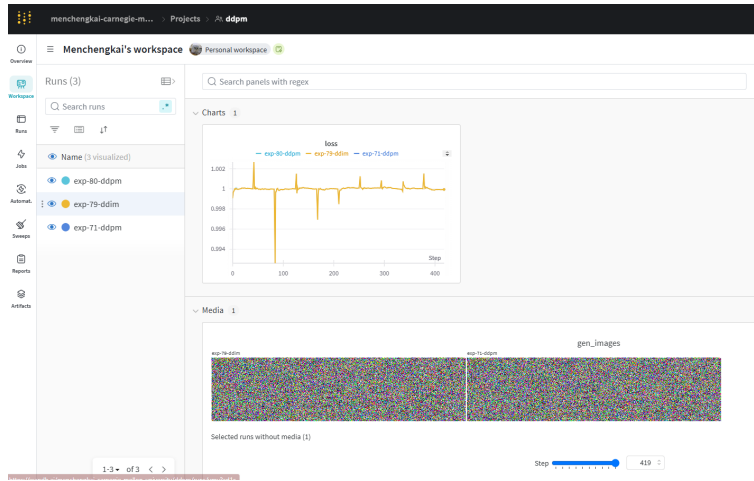 menchengkai-carnegie-m... › Projects › ddpm
Overview
Menchengkai's workspace
Personal workspace
Workspace
Runs (3)
Search panels with regex
Search runs
.*
Charts 1
Runs
loss
exp-80-ddpm
exp-79-ddim
exp-71-ddpm
Jobs
Name (3 visualized)
1.002
exp-80-ddpm
1
Automat.
exp-79-ddim
0.998
0.996
exp-71-ddpm
Sweeps
0.994
Step
0 100 200 300 400
Reports
Artifacts
Media 1
gen_images
exp-79-ddim
exp-71-ddpm
Selected runs without media (1)
Step
419
1-3 of 3